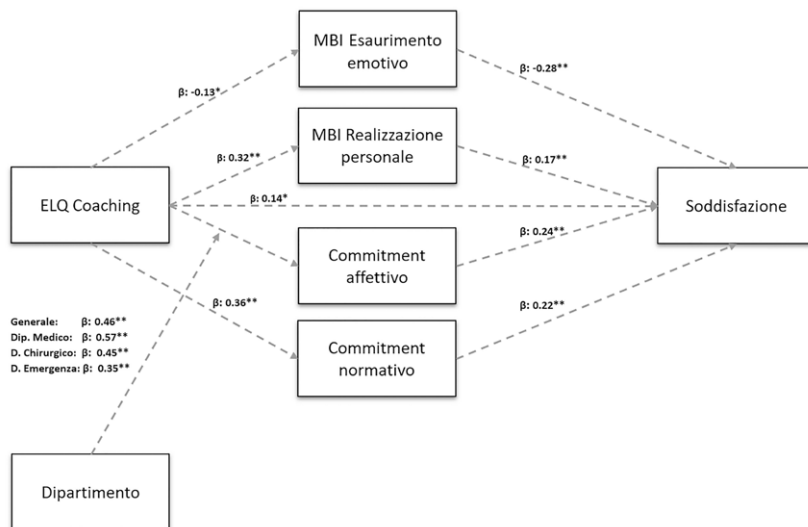 MBI Esaurimento
emotivo
β: -0.13*
β: -0.28**
MBI Realizzazione
personale
β: 0.32**
β: 0.17**
ELQ Coaching
β: 0.14*
Soddisfazione
Commitment
affettivo
β: 0.24**
β: 0.36**
β: 0.22**
Commitment
normativo
Generale: β: 0.46**
Dip. Medico: β: 0.57**
D. Chirurgico: β: 0.45**
D. Emergenza: β: 0.35**
Dipartimento